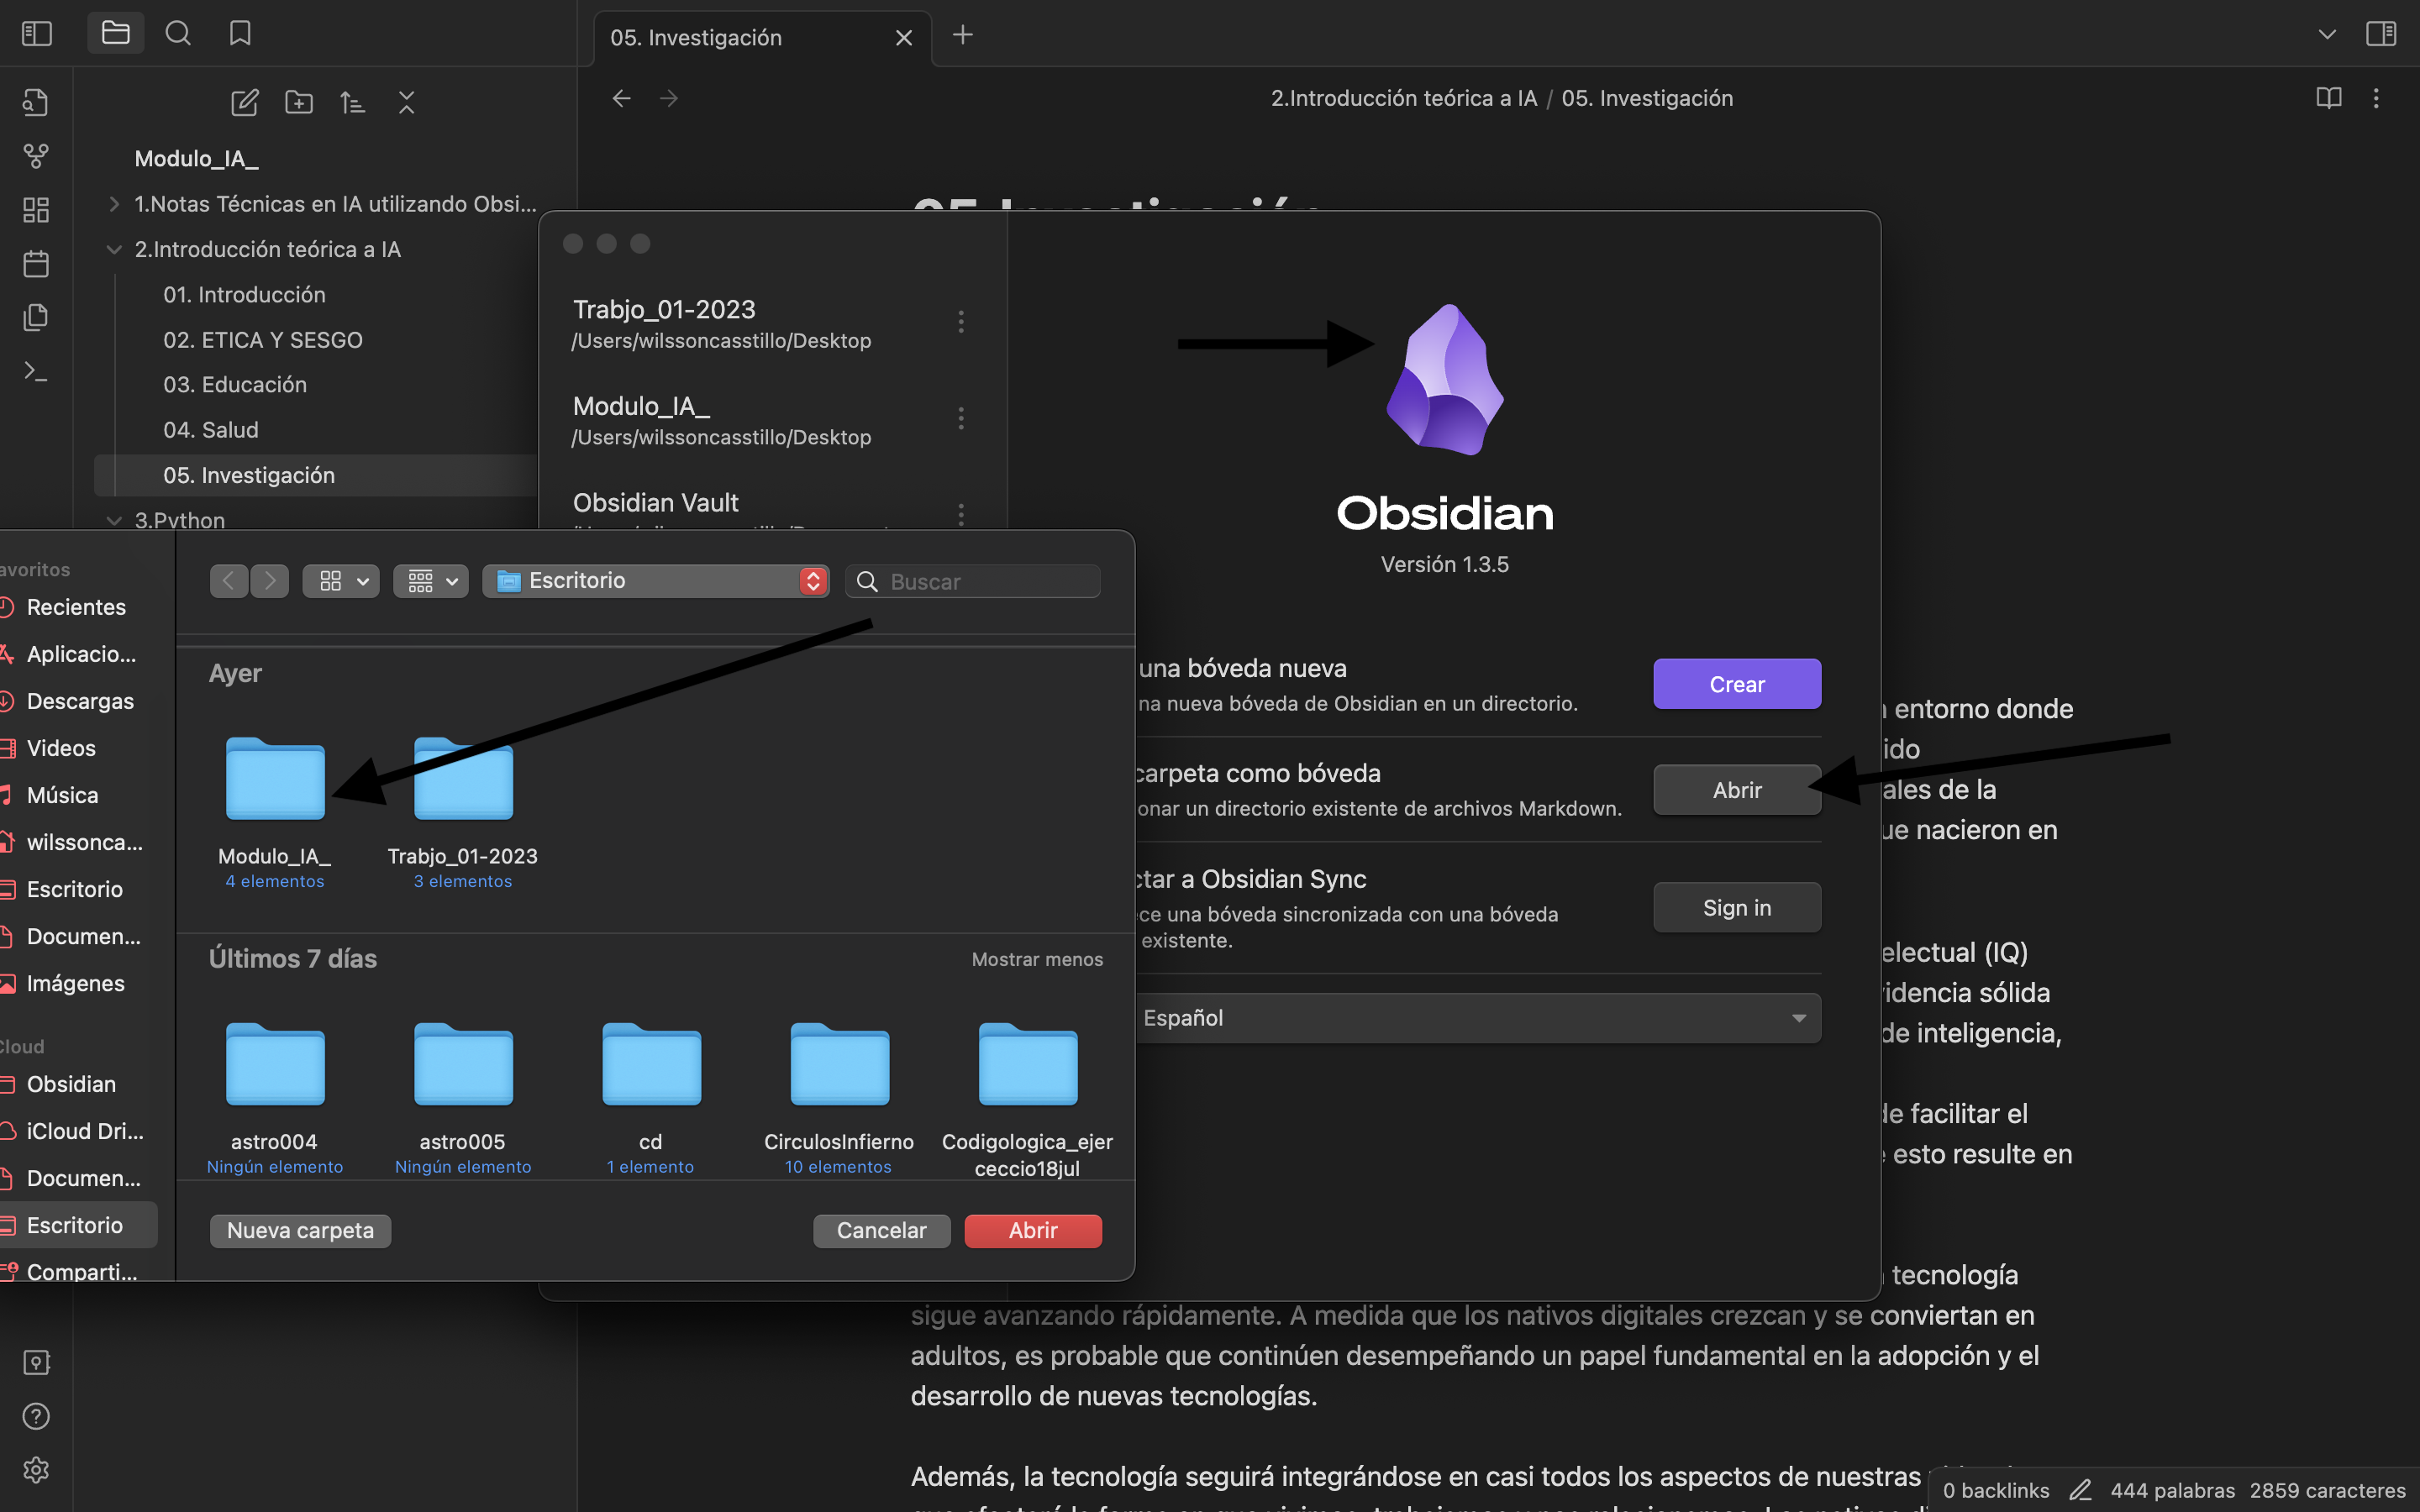 05. Investigación
2.Introducción teórica a IA / 05. Investigación
Modulo_IA_
1.Notas Técnicas en IA utilizando Obsi...
2.Introducción teórica a IA
01. Introducción
02. ETICA Y SESGO
03. Educación
04. Salud
05. Investigación
3.Python
05. Investigación
Trabjo_01-2023
/Users/wilssoncasstillo/Desktop
Modulo_IA_
/Users/wilssoncasstillo/Desktop
Obsidian Vault
Obsidian
Versión 1.3.5
una bóveda nueva
na nueva bóveda de Obsidian en un directorio.
Crear
carpeta como bóveda
onar un directorio existente de archivos Markdown.
Abrir
ctar a Obsidian Sync
ce una bóveda sincronizada con una bóveda
existente.
Sign in
Español
avoritos
Recientes
Aplicacio...
Descargas
Videos
Música
wilssonca...
Escritorio
Documen...
Imágenes
Cloud
Obsidian
iCloud Dri...
Documen...
Escritorio
Comparti...
Escritorio
Buscar
Ayer
Modulo_IA_
4 elementos
Trabjo_01-2023
3 elementos
Últimos 7 días
Mostrar menos
astro004
Ningún elemento
astro005
Ningún elemento
cd
1 elemento
CirculosInfierno
10 elementos
Codigologica_ejer
ceccio18jul
Nueva carpeta
Cancelar
Abrir
entorno donde
ido
ales de la
ue nacieron en
electual (IQ)
idencia sólida
de inteligencia,
de facilitar el
esto resulte en
tecnología
sigue avanzando rápidamente. A medida que los nativos digitales crezcan y se conviertan en
adultos, es probable que continúen desempeñando un papel fundamental en la adopción y el
desarrollo de nuevas tecnologías.
Además, la tecnología seguirá integrándose en casi todos los aspectos de nuestras
0 backlinks
444 palabras
2859 caracteres